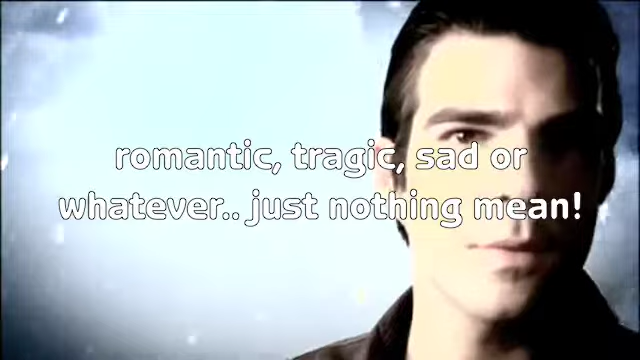 romantic, tragic, sad or
whatever.. just nothing mean!